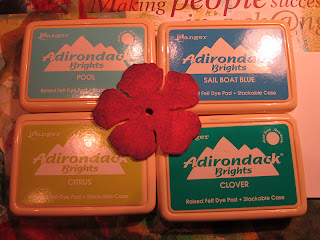 Making
people success
Ranger
Adirondack
Brights
POOL
Raised Felt Dye Pad • Stackable Case
Ranger
Adirondack
Brights
SAIL BOAT BLUE
Raised Felt Dye Pad • Stackable Case
Ranger
Adirondack
Brights
CITRUS
Raised Felt Dye Pad • Stackable Case
Adirondack
Brights
CLOVER
Raised Felt Dye Pad • Stackable Case